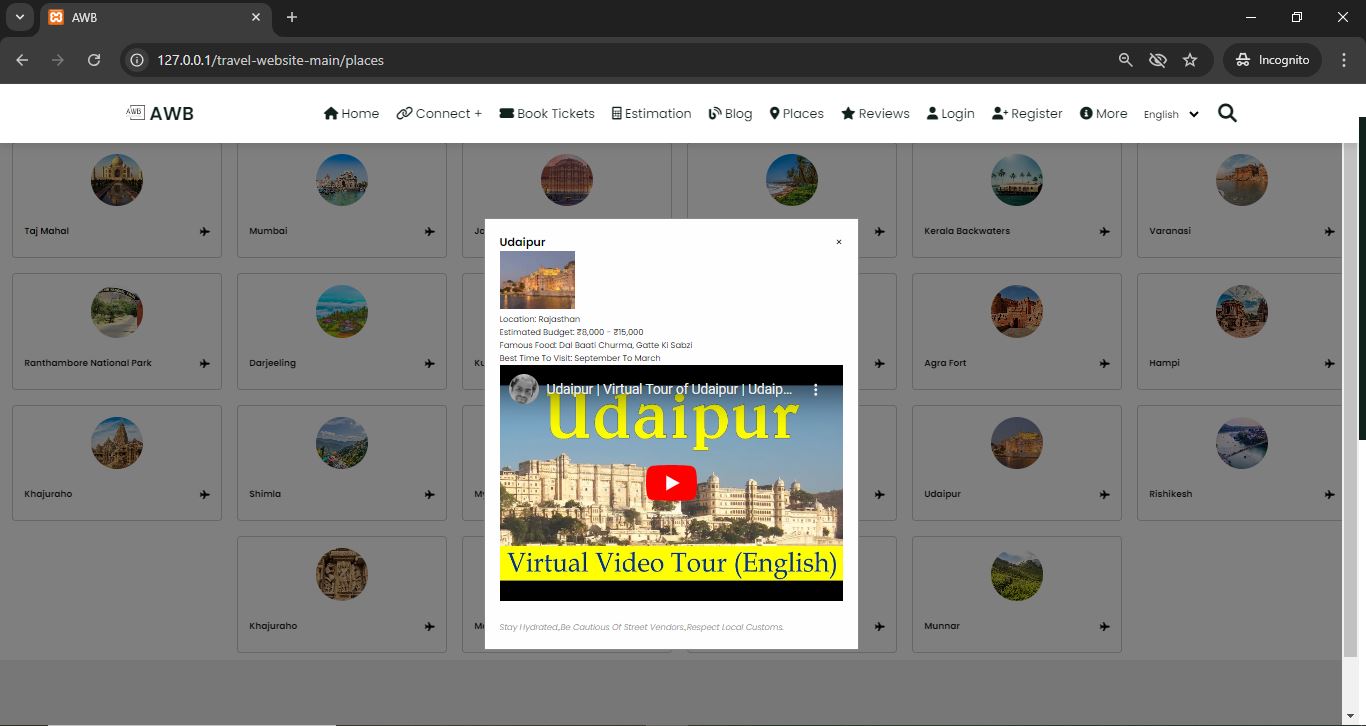 AWB
127.0.0.1/travel-website-main/places
Incognito
AWB AWB
Home
Connect +
Book Tickets
Estimation
Blog
Places
Reviews
Login
Register
More
English
Taj Mahal
Mumbai
Kerala Backwaters
Varanasi
Ranthambore National Park
Darjeeling
Agra Fort
Hampi
Khajuraho
Shimla
Udaipur
Rishikesh
Khajuraho
Munnar
Udaipur
×
Location: Rajasthan
Estimated Budget: ₹8,000 - ₹15,000
Famous Food: Dal Baati Churma, Gatte Ki Sabzi
Best Time To Visit: September To March
Udaipur | Virtual Tour of Udaipur | Udaip...
Udaipur
Virtual Video Tour (English)
Stay Hydrated.,Be Cautious Of Street Vendors.,Respect Local Customs.